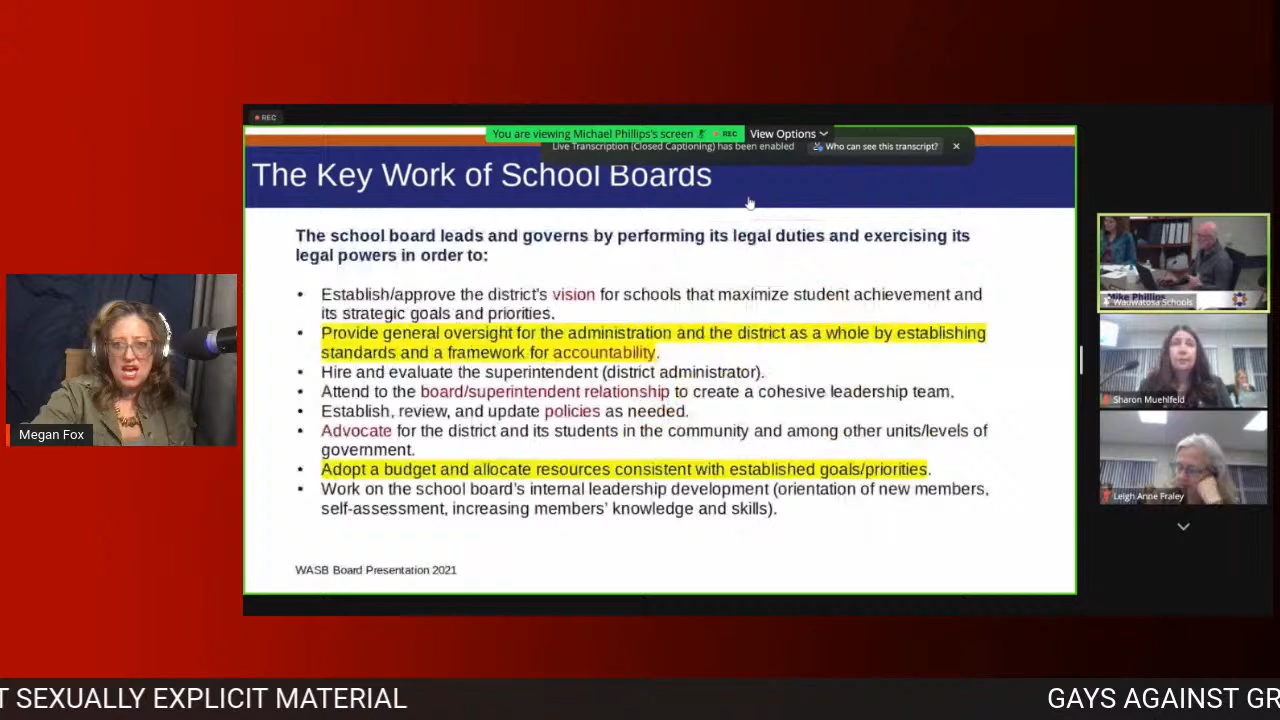 REC
You are viewing Michael Phillips's screen
REC
View Options
Live Transcription (Closed Captioning) has been enabled
Who can see this transcript?
The Key Work of School Boards
The school board leads and governs by performing its legal duties and exercising its
legal powers in order to:
• Establish/approve the district's vision for schools that maximize student achievement and
its strategic goals and priorities.
• Provide general oversight for the administration and the district as a whole by establishing
standards and a framework for accountability.
• Hire and evaluate the superintendent (district administrator).
• Attend to the board/superintendent relationship to create a cohesive leadership team.
• Establish, review, and update policies as needed.
• Advocate for the district and its students in the community and among other units/levels of
government.
• Adopt a budget and allocate resources consistent with established goals/priorities.
• Work on the school board's internal leadership development (orientation of new members,
self-assessment, increasing members' knowledge and skills).
WASB Board Presentation 2021
Megan Fox
Mike Phillips
Wauwatosa Schools
Sharon Muehlfeld
Leigh Anne Fraley
T SEXUALLY EXPLICIT MATERIAL
GAYS AGAINST GR